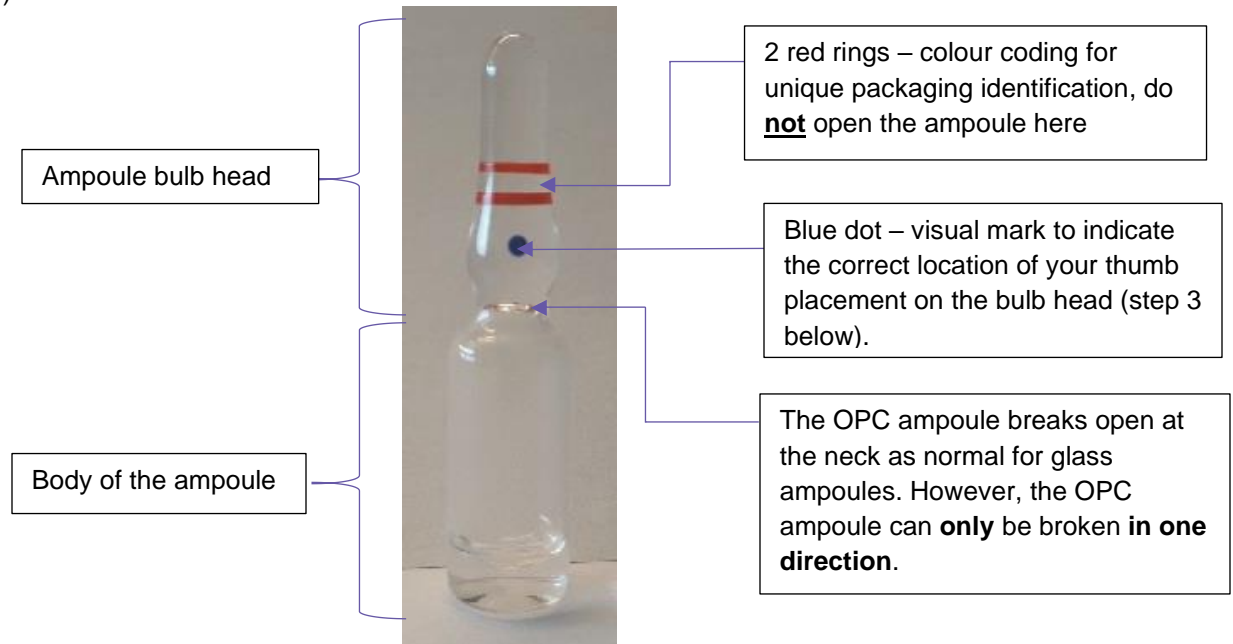 )
2 red rings – colour coding for
unique packaging identification, do
not open the ampoule here
Ampoule bulb head
Blue dot – visual mark to indicate
the correct location of your thumb
placement on the bulb head (step 3
below).
The OPC ampoule breaks open at
the neck as normal for glass
ampoules. However, the OPC
ampoule can only be broken in one
direction.
Body of the ampoule